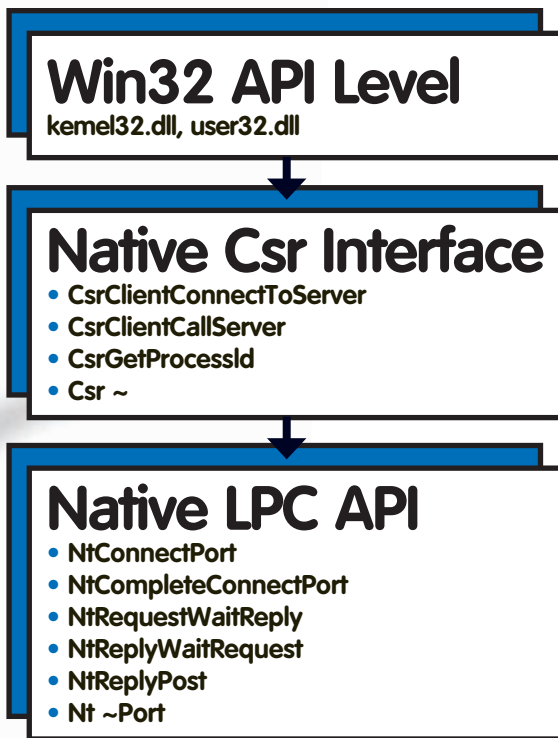 Win32 API Level
kemel32.dll, user32.dll
Native Csr Interface
• CsrClientConnectToServer
• CsrClientCallServer
• CsrGetProcessId
• Csr ~
Native LPC API
• NtConnectPort
• NtCompleteConnectPort
• NtRequestWaitReply
• NtReplyWaitRequest
• NtReplyPost
• Nt ~Port